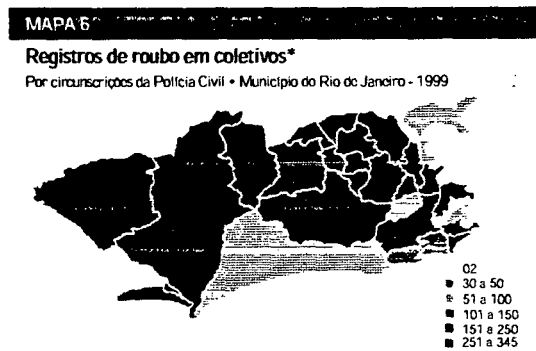 MAPA 6
Registros de roubo em coletivos*
Por circunscrições da Polícia Civil • Município do Rio de Janeiro - 1999
02
30 a 50
51 a 100
101 a 150
151 a 250
251 a 345